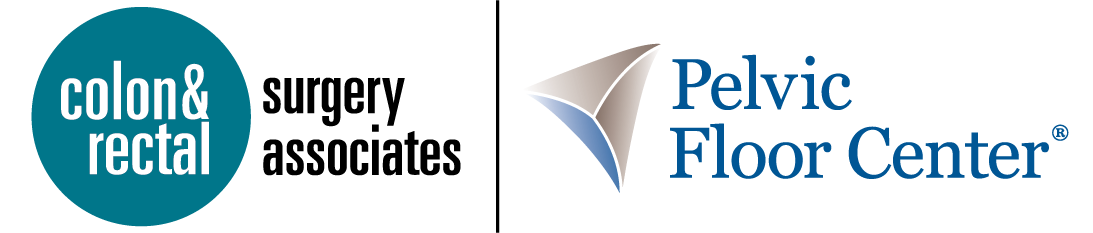 colon&
rectal
surgery
associates
Pelvic
Floor Center®